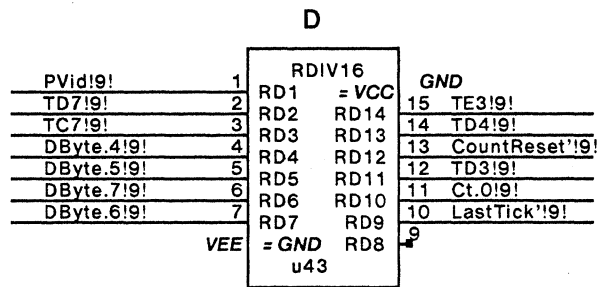 D
RDIV16
PVid!9! 1 RD1 = VCC GND
TD7!9! 2 RD2 RD14 15 TE3!9!
TC7!9! 3 RD3 RD13 14 TD4!9!
DByte.4!9! 4 RD4 RD12 13 CountReset'!9!
DByte.5!9! 5 RD5 RD11 12 TD3!9!
DByte.7!9! 6 RD6 RD10 11 Ct.0!9!
DByte.6!9! 7 RD7 RD9 10 LastTick'!9!
VEE = GND RD8 9
u43